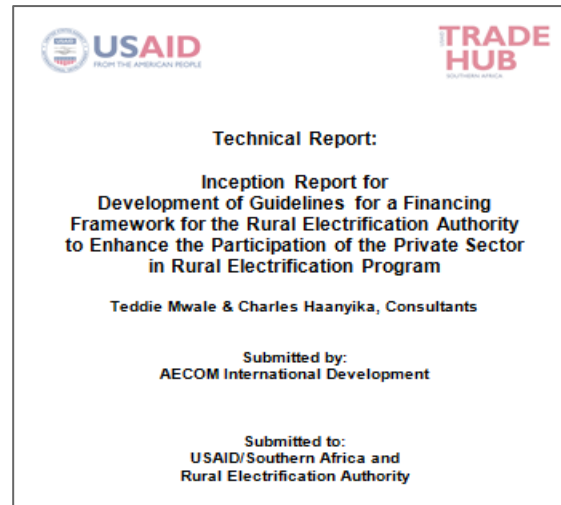 USAID
FROM THE AMERICAN PEOPLE
USAID
TRADE
HUB
SOUTHERN AFRICA
Technical Report:
Inception Report for
Development of Guidelines for a Financing
Framework for the Rural Electrification Authority
to Enhance the Participation of the Private Sector
in Rural Electrification Program
Teddie Mwale & Charles Haanyika, Consultants
Submitted by:
AECOM International Development
Submitted to:
USAID/Southern Africa and
Rural Electrification Authority